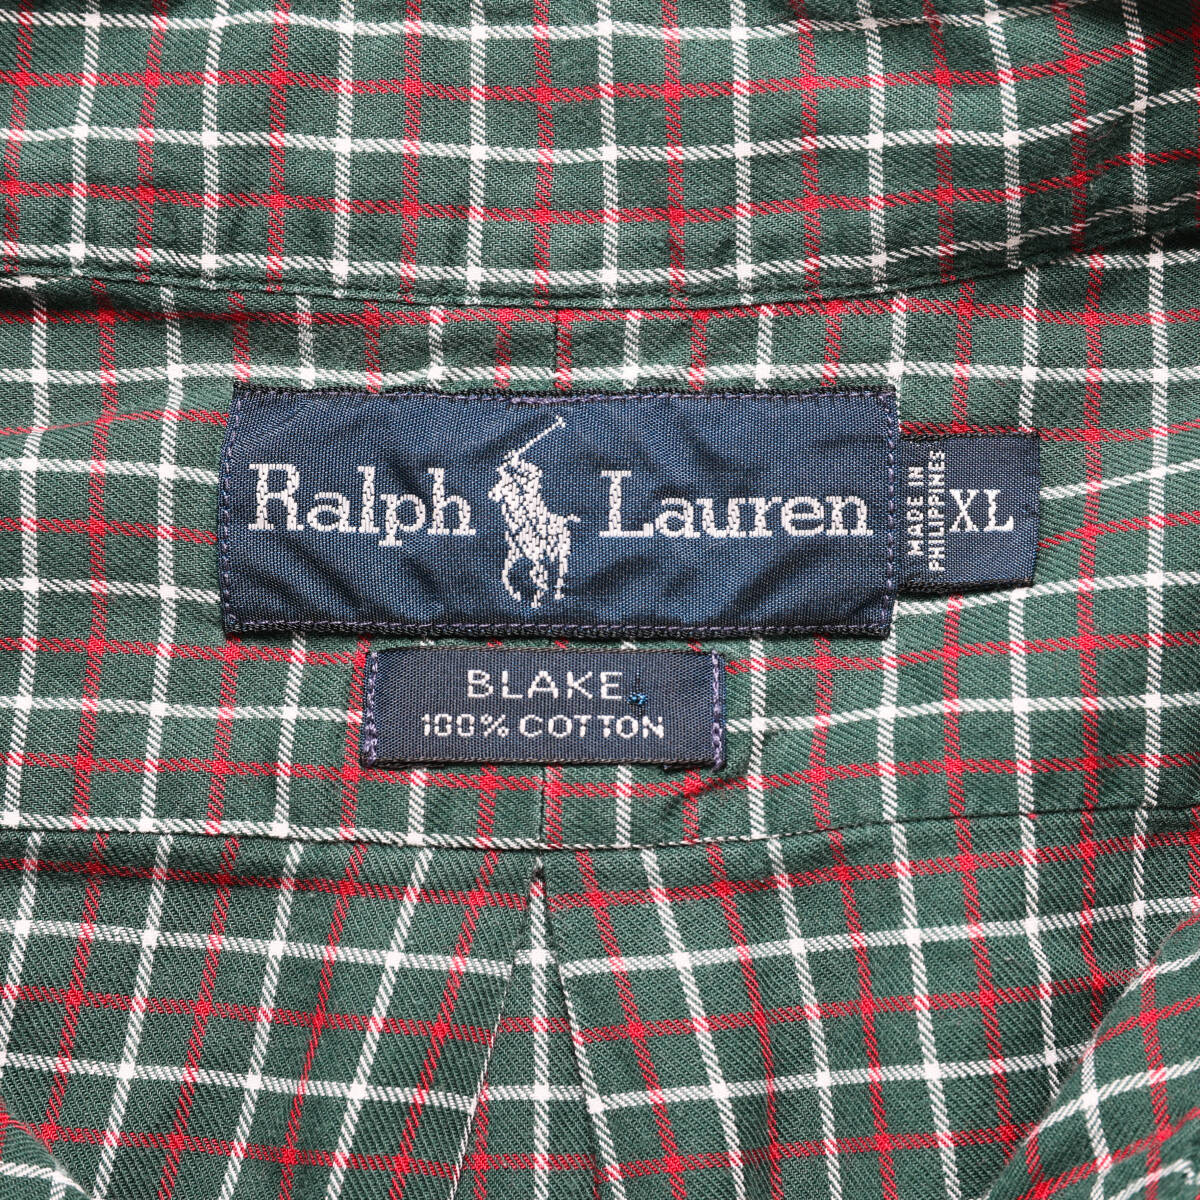 Ralph Lauren
MADE IN
PHILIPPINES
XL
BLAKE
100% COTTON